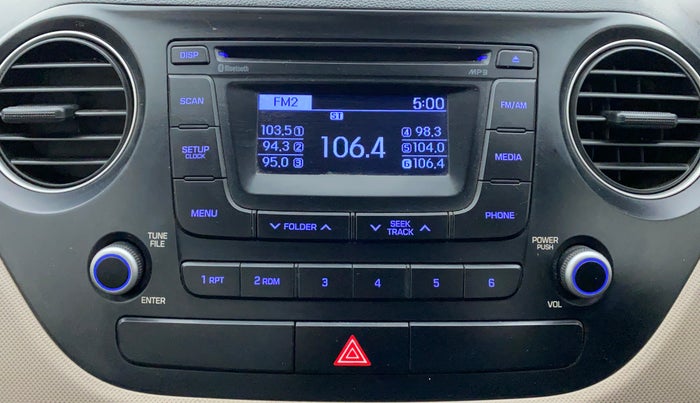 DISP
Bluetooth
MP3
SCAN
FM2
5:00
FM/AM
ST
103,5 1
4 98,3
SETUP
CLOCK
94,3 2
106.4
5 104,0
MEDIA
95,0 3
6 106,4
MENU
FOLDER
SEEK
TRACK
PHONE
TUNE
FILE
POWER
PUSH
1 RPT
2 RDM
3
4
5
6
ENTER
VOL